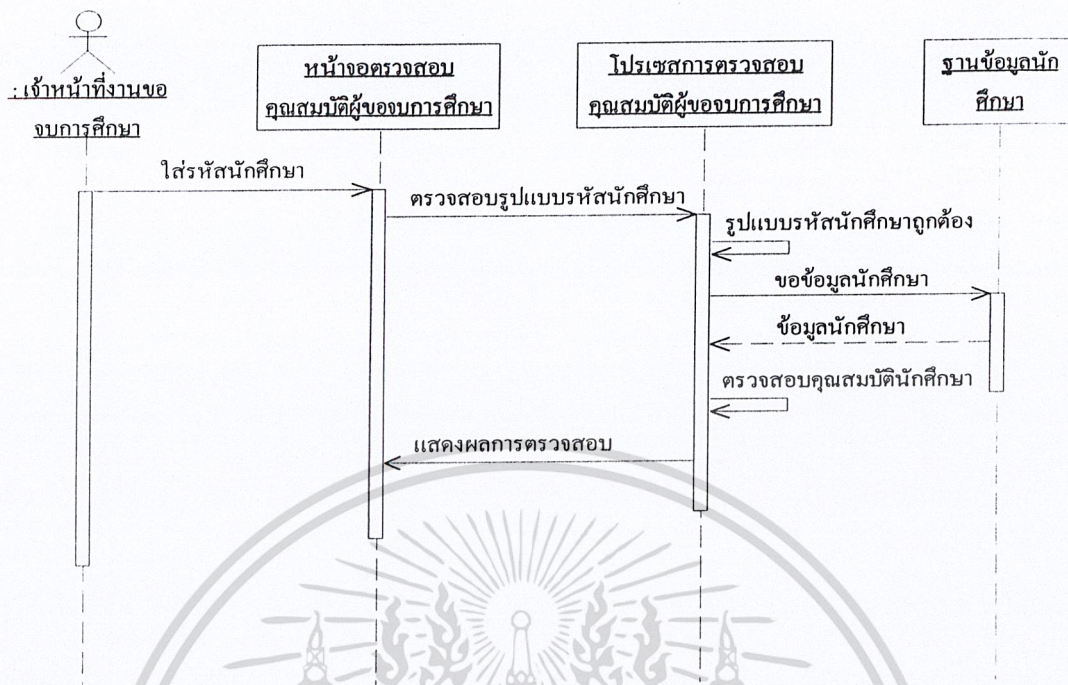 : เจ้าหน้าที่งานขอ
จบการศึกษา
หน้าจอตรวจสอบ
คุณสมบัติผู้ขอจบการศึกษา
โปรเซสการตรวจสอบ
คุณสมบัติผู้ขอจบการศึกษา
ฐานข้อมูลนัก
ศึกษา
ใส่รหัสนักศึกษา
ตรวจสอบรูปแบบรหัสนักศึกษา
รูปแบบรหัสนักศึกษาถูกต้อง
ขอข้อมูลนักศึกษา
ข้อมูลนักศึกษา
ตรวจสอบคุณสมบัตินักศึกษา
แสดงผลการตรวจสอบ